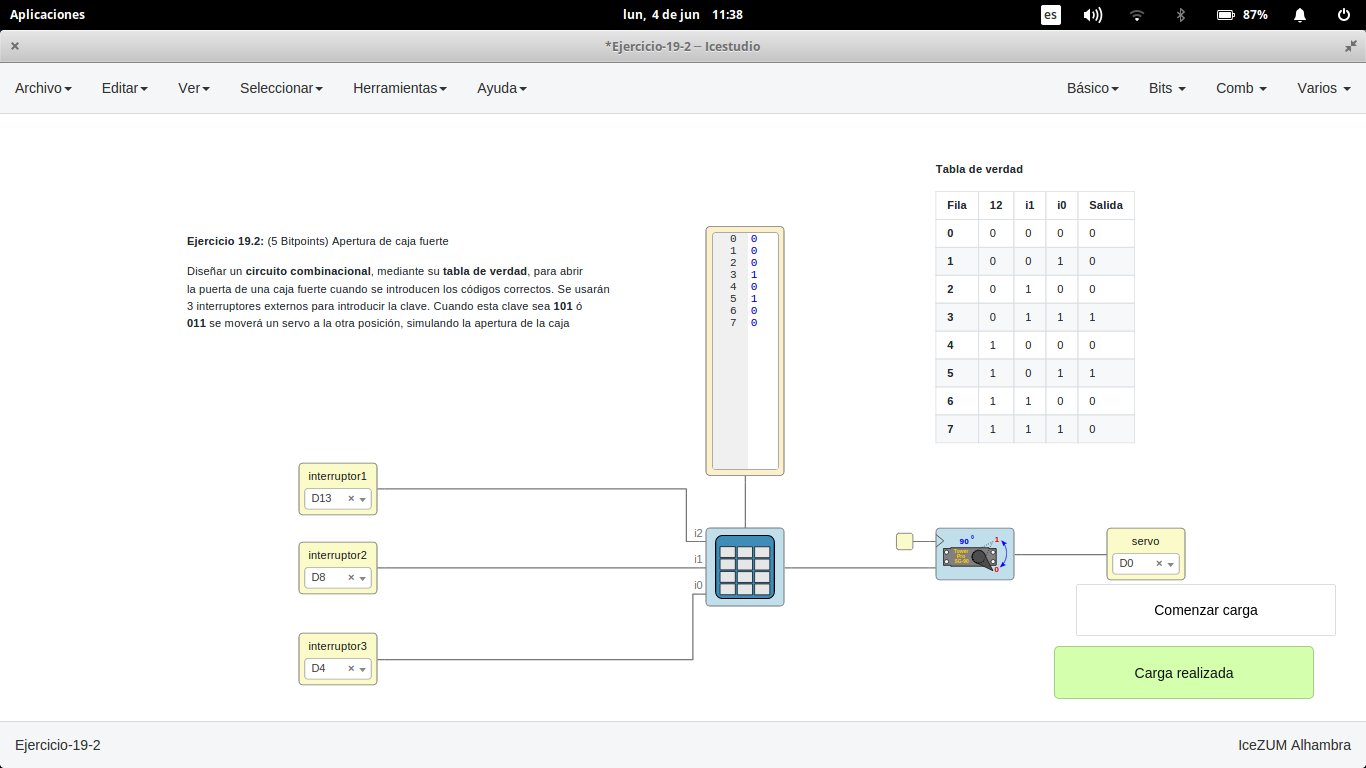 Aplicaciones
lun, 4 de jun 11:38
es
87%
*Ejercicio-19-2 – Icestudio
Archivo Editar Ver Seleccionar Herramientas Ayuda
Básico Bits Comb Varios
Tabla de verdad
Fila 12 i1 i0 Salida
0 0 0 0 0
1 0 0 1 0
2 0 1 0 0
3 0 1 1 1
4 1 0 0 0
5 1 0 1 1
6 1 1 0 0
7 1 1 1 0
Ejercicio 19.2: (5 Bitpoints) Apertura de caja fuerte
Diseñar un circuito combinacional, mediante su tabla de verdad, para abrir
la puerta de una caja fuerte cuando se introducen los códigos correctos. Se usarán
3 interruptores externos para introducir la clave. Cuando esta clave sea 101 ó
011 se moverá un servo a la otra posición, simulando la apertura de la caja
0 0
1 0
2 0
3 1
4 0
5 1
6 0
7 0
interruptor1
D13
interruptor2
D8
interruptor3
D4
i2
i1
i0
90°
1
Tower
Pro
SG-90
0
servo
D0
Comenzar carga
Carga realizada
Ejercicio-19-2
IceZUM Alhambra